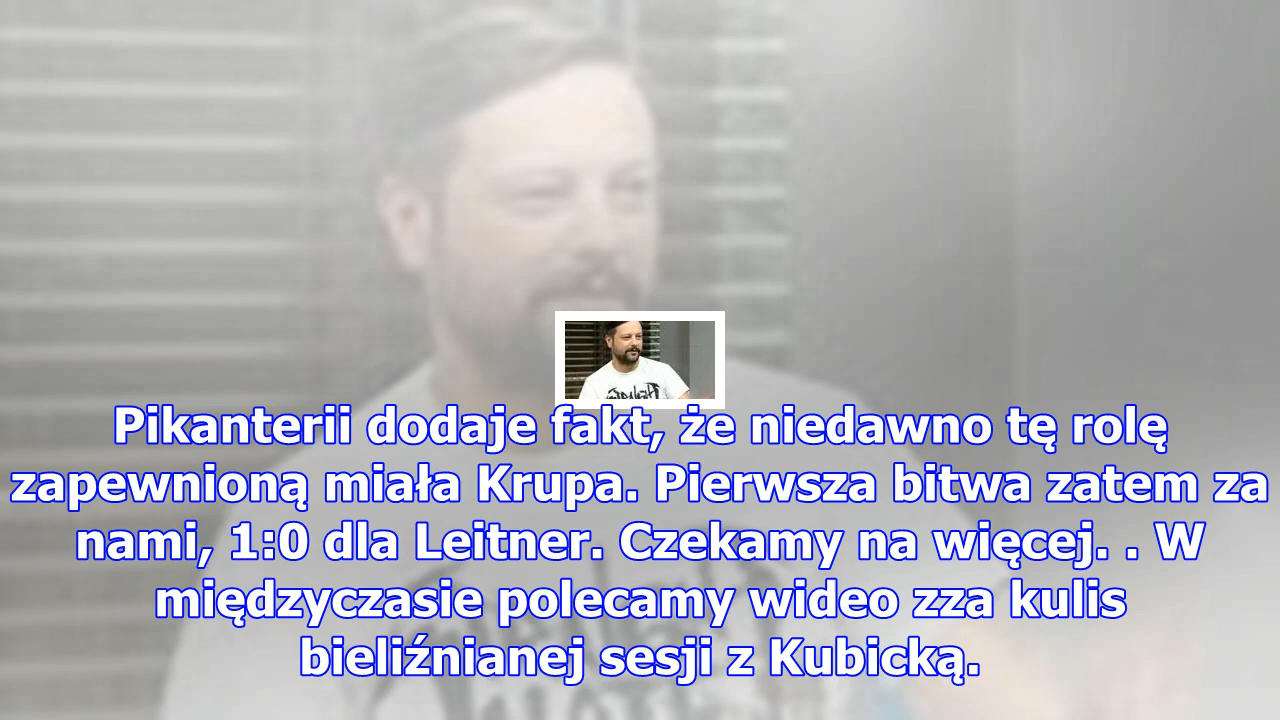 Pikanterii dodaje fakt, że niedawno tę rolę
zapewnioną miała Krupa. Pierwsza bitwa zatem za
nami, 1:0 dla Leitner. Czekamy na więcej. . W
międzyczasie polecamy wideo zza kulis
bieliźnianej sesji z Kubicką.